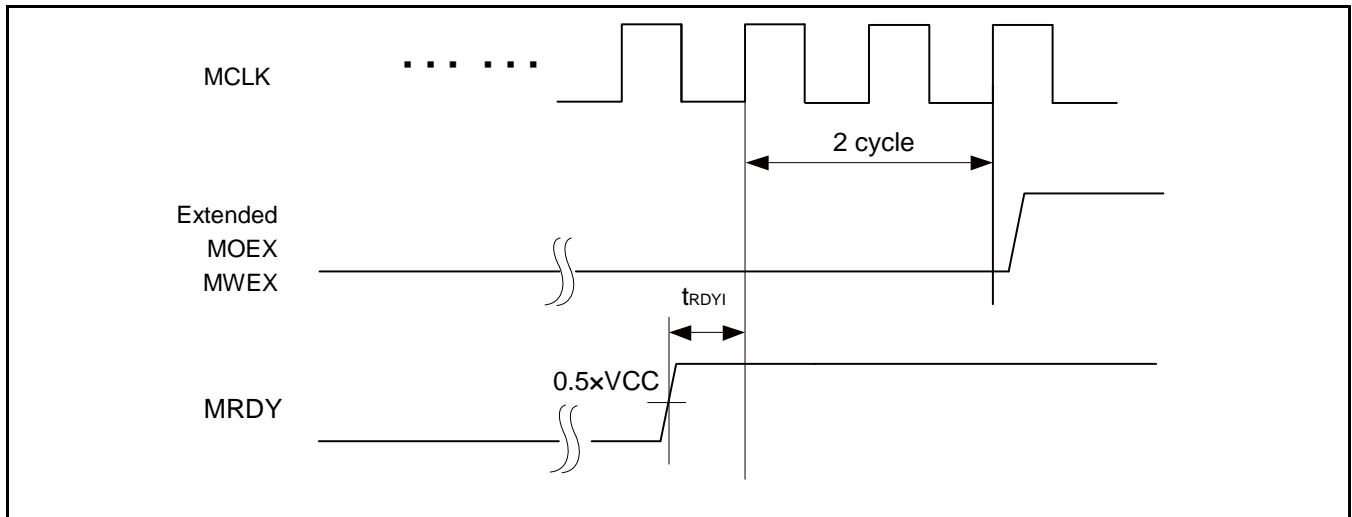 MCLK
2 cycle
Extended
MOEX
MWEX
tRDYI
0.5×VCC
MRDY